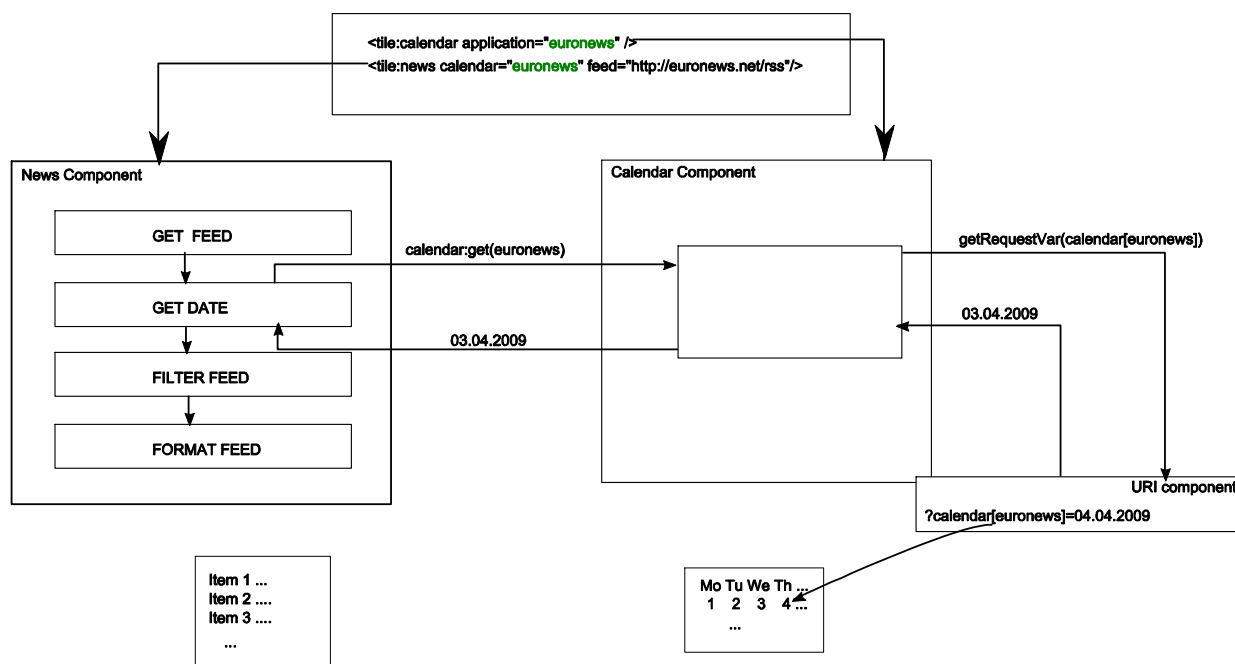 <tile:calendar application="euronews" />
<tile:news calendar="euronews" feed="http://euronews.net/rss"/>
News Component
GET FEED
GET DATE
FILTER FEED
FORMAT FEED
calendar:get(euronews)
03.04.2009
Calendar Component
getRequestVar(calendar[euronews])
03.04.2009
URI component
?calendar[euronews]=04.04.2009
Item 1 ...
Item 2 ....
Item 3 ....
...
Mo Tu We Th ...
1 2 3 4 ...
...